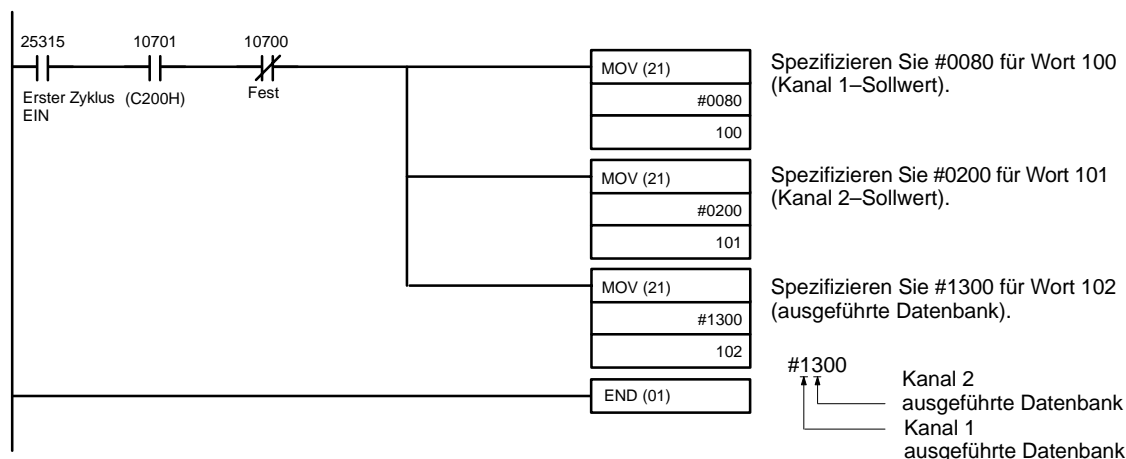 25315 10701 10700
Erster Zyklus (C200H) Fest
EIN
MOV (21)
#0080
100
Spezifizieren Sie #0080 für Wort 100
(Kanal 1–Sollwert).
MOV (21)
#0200
101
Spezifizieren Sie #0200 für Wort 101
(Kanal 2–Sollwert).
MOV (21)
#1300
102
Spezifizieren Sie #1300 für Wort 102
(ausgeführte Datenbank).
END (01)
#1300
Kanal 2
ausgeführte Datenbank
Kanal 1
ausgeführte Datenbank